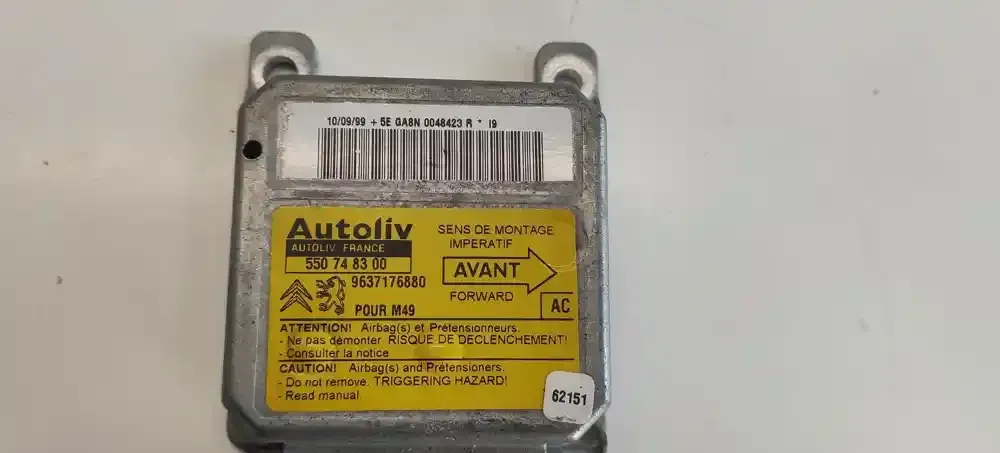 10/09/99 + 5E GA8N 0048423 R * I9
Autoliv
AUTOLIV FRANCE
550 74 83 00
9637176880
POUR M49
SENS DE MONTAGE
IMPERATIF
AVANT
FORWARD
AC
ATTENTION! Airbag(s) et Prétensionneurs.
- Ne pas démonter RISQUE DE DECLENCHEMENT!
- Consulter la notice
CAUTION! Airbag(s) and Prétensioners.
- Do not remove. TRIGGERING HAZARD!
- Read manual.
62151